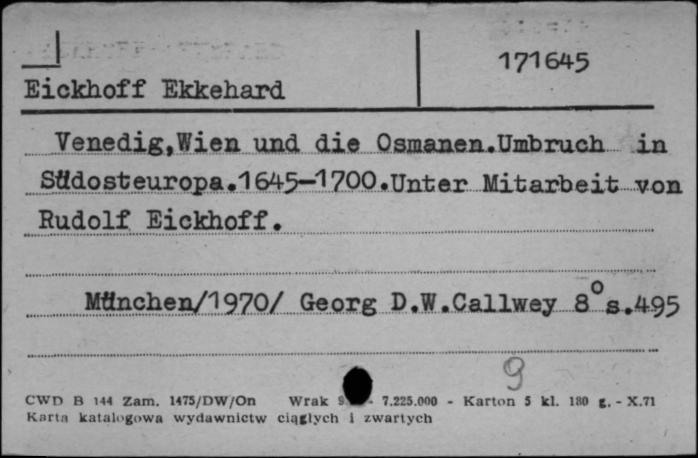 171645
Eickhoff Ekkehard
Venedig,Wien und die Osmanen.Umbruch in
Südosteuropa.1645-1700.Unter Mitarbeit von
Rudolf Eickhoff.
München/1970/ Georg D.W.Callwey 8° s.495
9
CWD B 144 Zam. 1475/DW/On Wrak - 7.225.000 - Karton 5 kl. 180 g. - X.71
Karta katalogowa wydawnictw ciągłych i zwartych